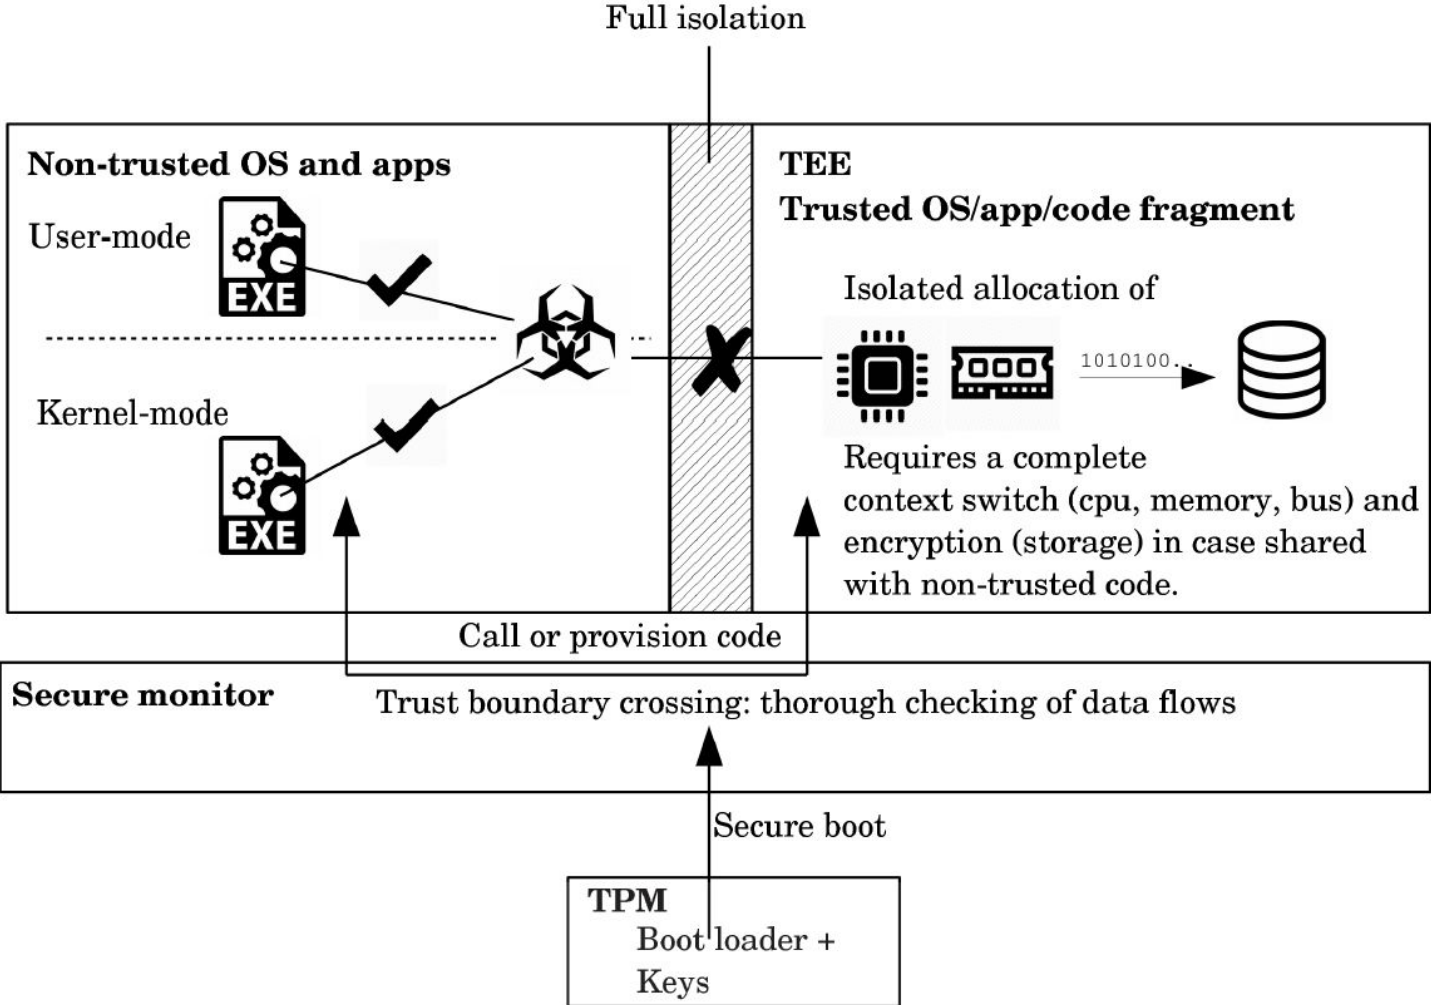 Full isolation
Non-trusted OS and apps
User-mode
EXE
Kernel-mode
EXE
TEE
Trusted OS/app/code fragment
Isolated allocation of
1010100..
Requires a complete
context switch (cpu, memory, bus) and
encryption (storage) in case shared
with non-trusted code.
Call or provision code
Secure monitor
Trust boundary crossing: thorough checking of data flows
Secure boot
TPM
Boot loader +
Keys